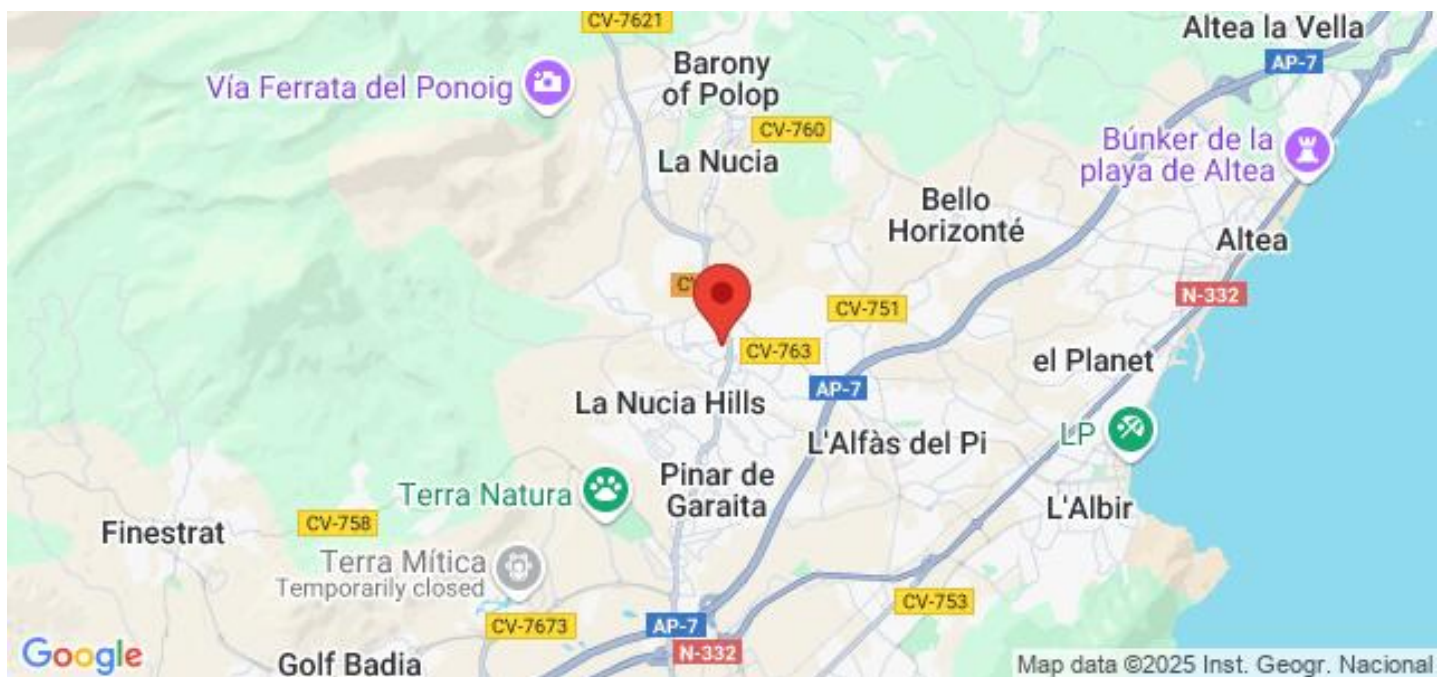 CV-7621
Altea la Vella
AP-7
Vía Ferrata del Ponoig
Barony
of Polop
CV-760
La Nucia
Búnker de la
playa de Altea
Bello
Horizonté
Altea
N-332
CV-751
CV-763
el Planet
AP-7
La Nucia Hills
L'Alfàs del Pi
LP
Pinar de
Garaita
Terra Natura
L'Albir
Finestrat
CV-758
Terra Mítica
Temporarily closed
CV-753
CV-7673
AP-7
N-332
Google
Golf Badia
Map data ©2025 Inst. Geogr. Nacional